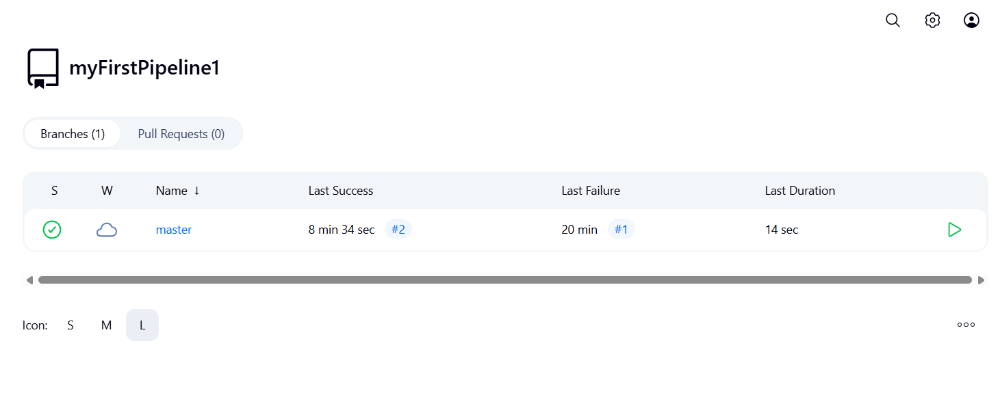 myFirstPipeline1
Branches (1) Pull Requests (0)
S W Name ↓ Last Success Last Failure Last Duration
master 8 min 34 sec #2 20 min #1 14 sec
Icon: S M L